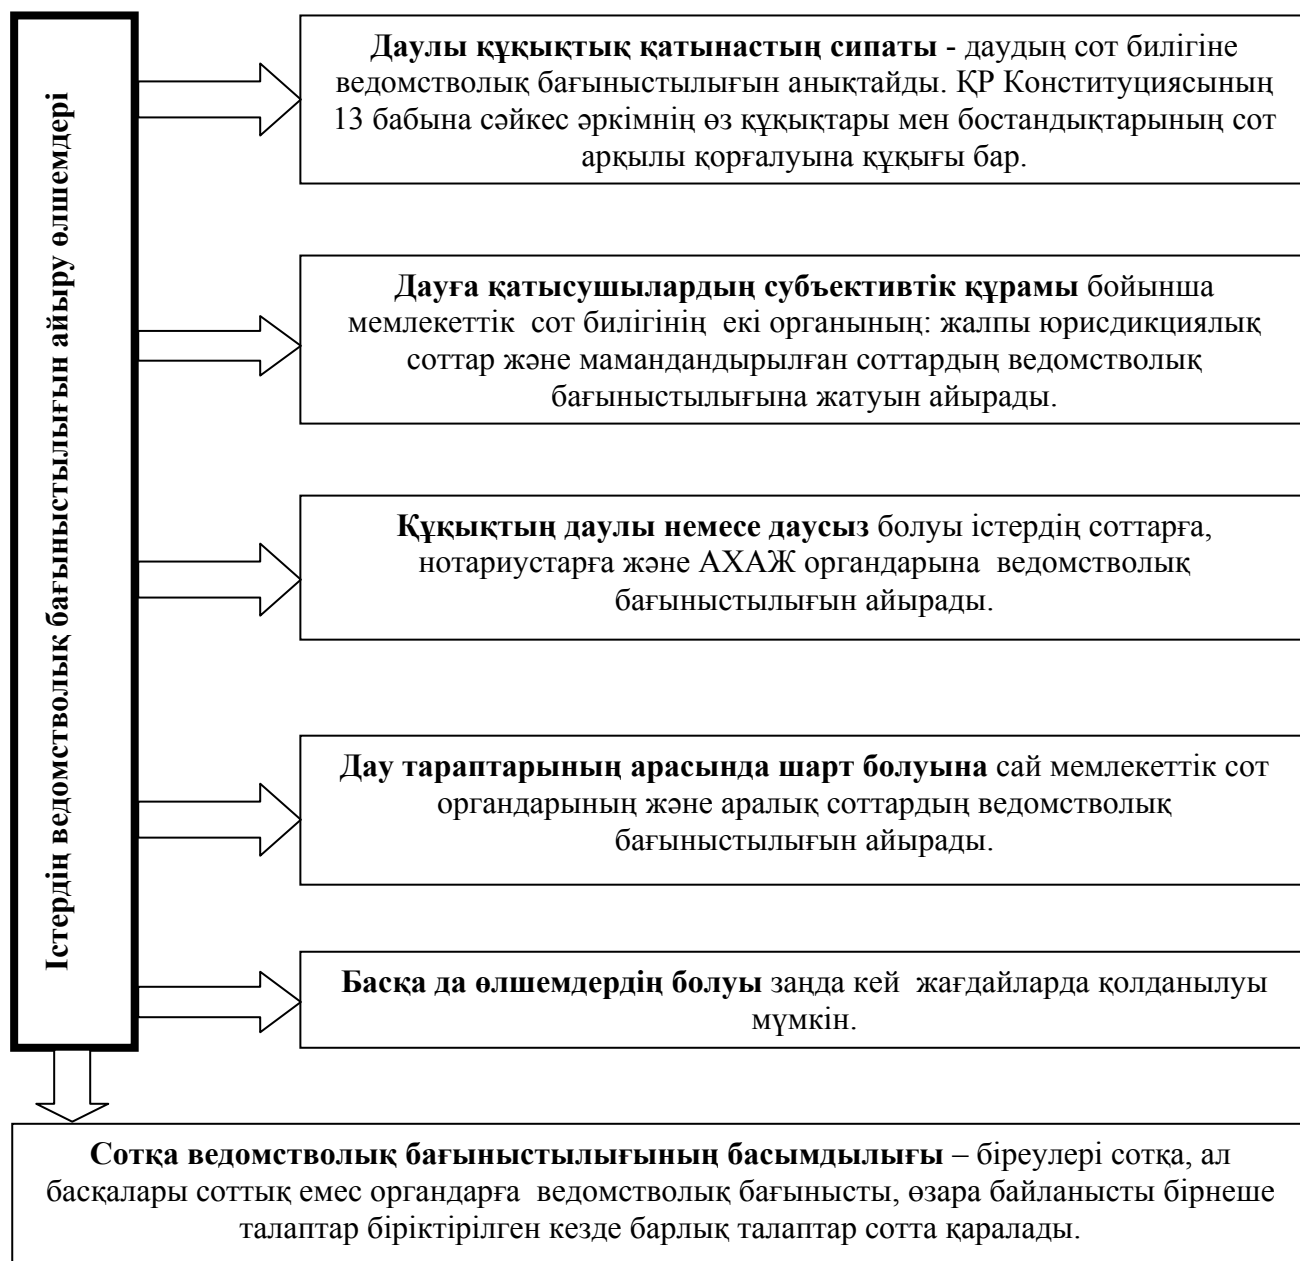 Істердің ведомстволық бағыныстылығын айыру өлшемдері
Даулы құқықтық қатынастың сипаты - даудың сот билігіне
ведомстволық бағыныстылығын анықтайды. ҚР Конституциясының
13 бабына сәйкес әркімнің өз құқықтары мен бостандықтарының сот
арқылы қорғалуына құқығы бар.
Дауға қатысушылардың субъективтік құрамы бойынша
мемлекеттік сот билігінің екі органының: жалпы юрисдикциялық
соттар және мамандандырылған соттардың ведомстволық
бағыныстылығына жатуын айырады.
Құқықтың даулы немесе даусыз болуы істердің соттарға,
нотариустарға және АХАЖ органдарына ведомстволық
бағыныстылығын айырады.
Дау тараптарының арасында шарт болуына сай мемлекеттік сот
органдарының және аралық соттардың ведомстволық
бағыныстылығын айырады.
Басқа да өлшемдердің болуы заңда кей жағдайларда қолданылуы
мүмкін.
Сотқа ведомстволық бағыныстылығының басымдылығы – біреулері сотқа, ал
басқалары соттық емес органдарға ведомстволық бағынысты, өзара байланысты бірнеше
талаптар біріктірілген кезде барлық талаптар сотта қаралады.